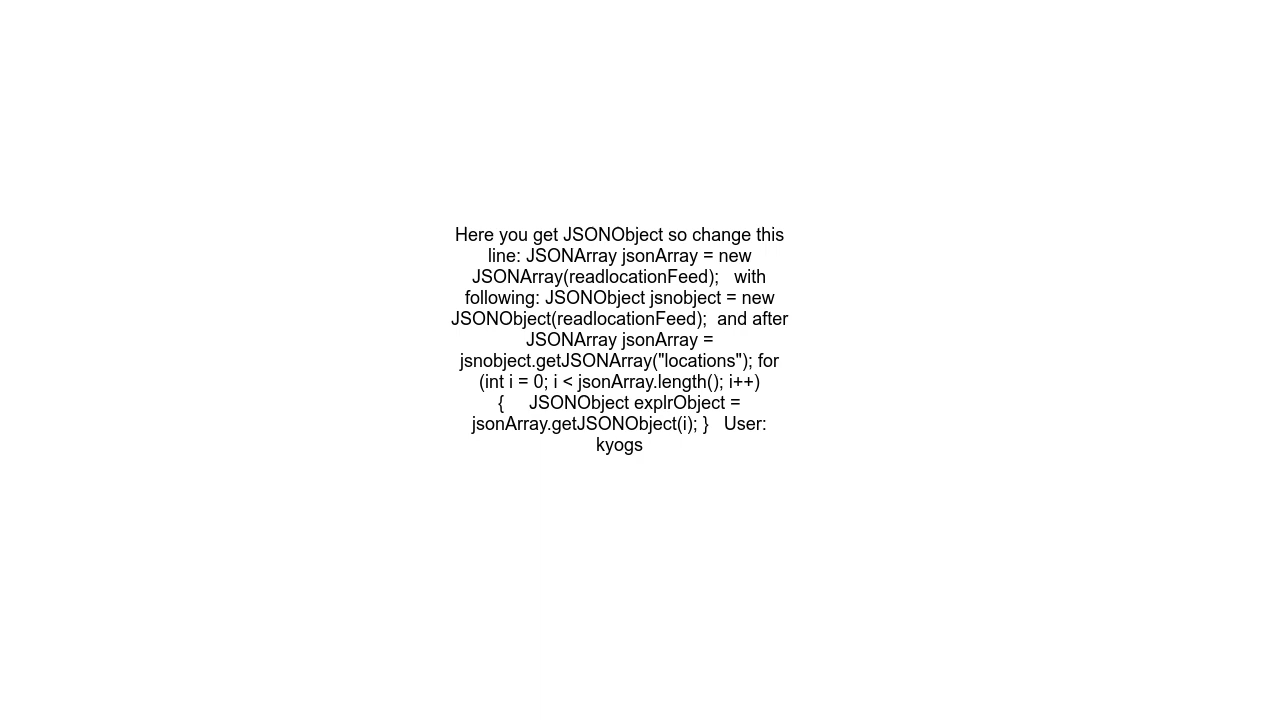 Here you get JSONObject so change this
line: JSONArray jsonArray = new
JSONArray(readlocationFeed);   with
following: JSONObject jsnobject = new
JSONObject(readlocationFeed);  and after
JSONArray jsonArray =
jsnobject.getJSONArray("locations"); for
(int i = 0; i < jsonArray.length(); i++)
{     JSONObject explrObject =
jsonArray.getJSONObject(i); }   User:
kyogs